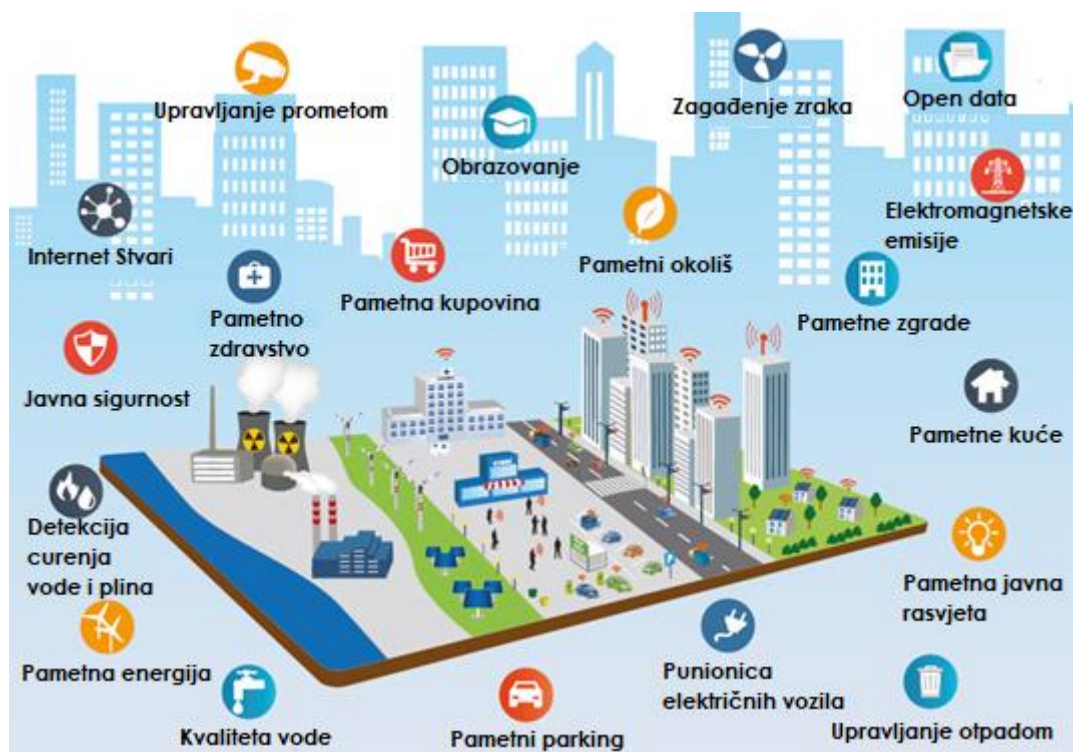 Upravljanje prometom
Obrazovanje
Zagađenje zraka
Open data
Internet Stvari
Pametno
zdravstvo
Pametna kupovina
Pametni okoliš
Elektromagnetske
emisije
Pametne zgrade
Javna sigurnost
Pametne kuće
Detekcija
curenja
vode i plina
Pametna javna
rasvjeta
Pametna energija
Kvaliteta vode
Pametni parking
Punionica
električnih vozila
Upravljanje otpadom